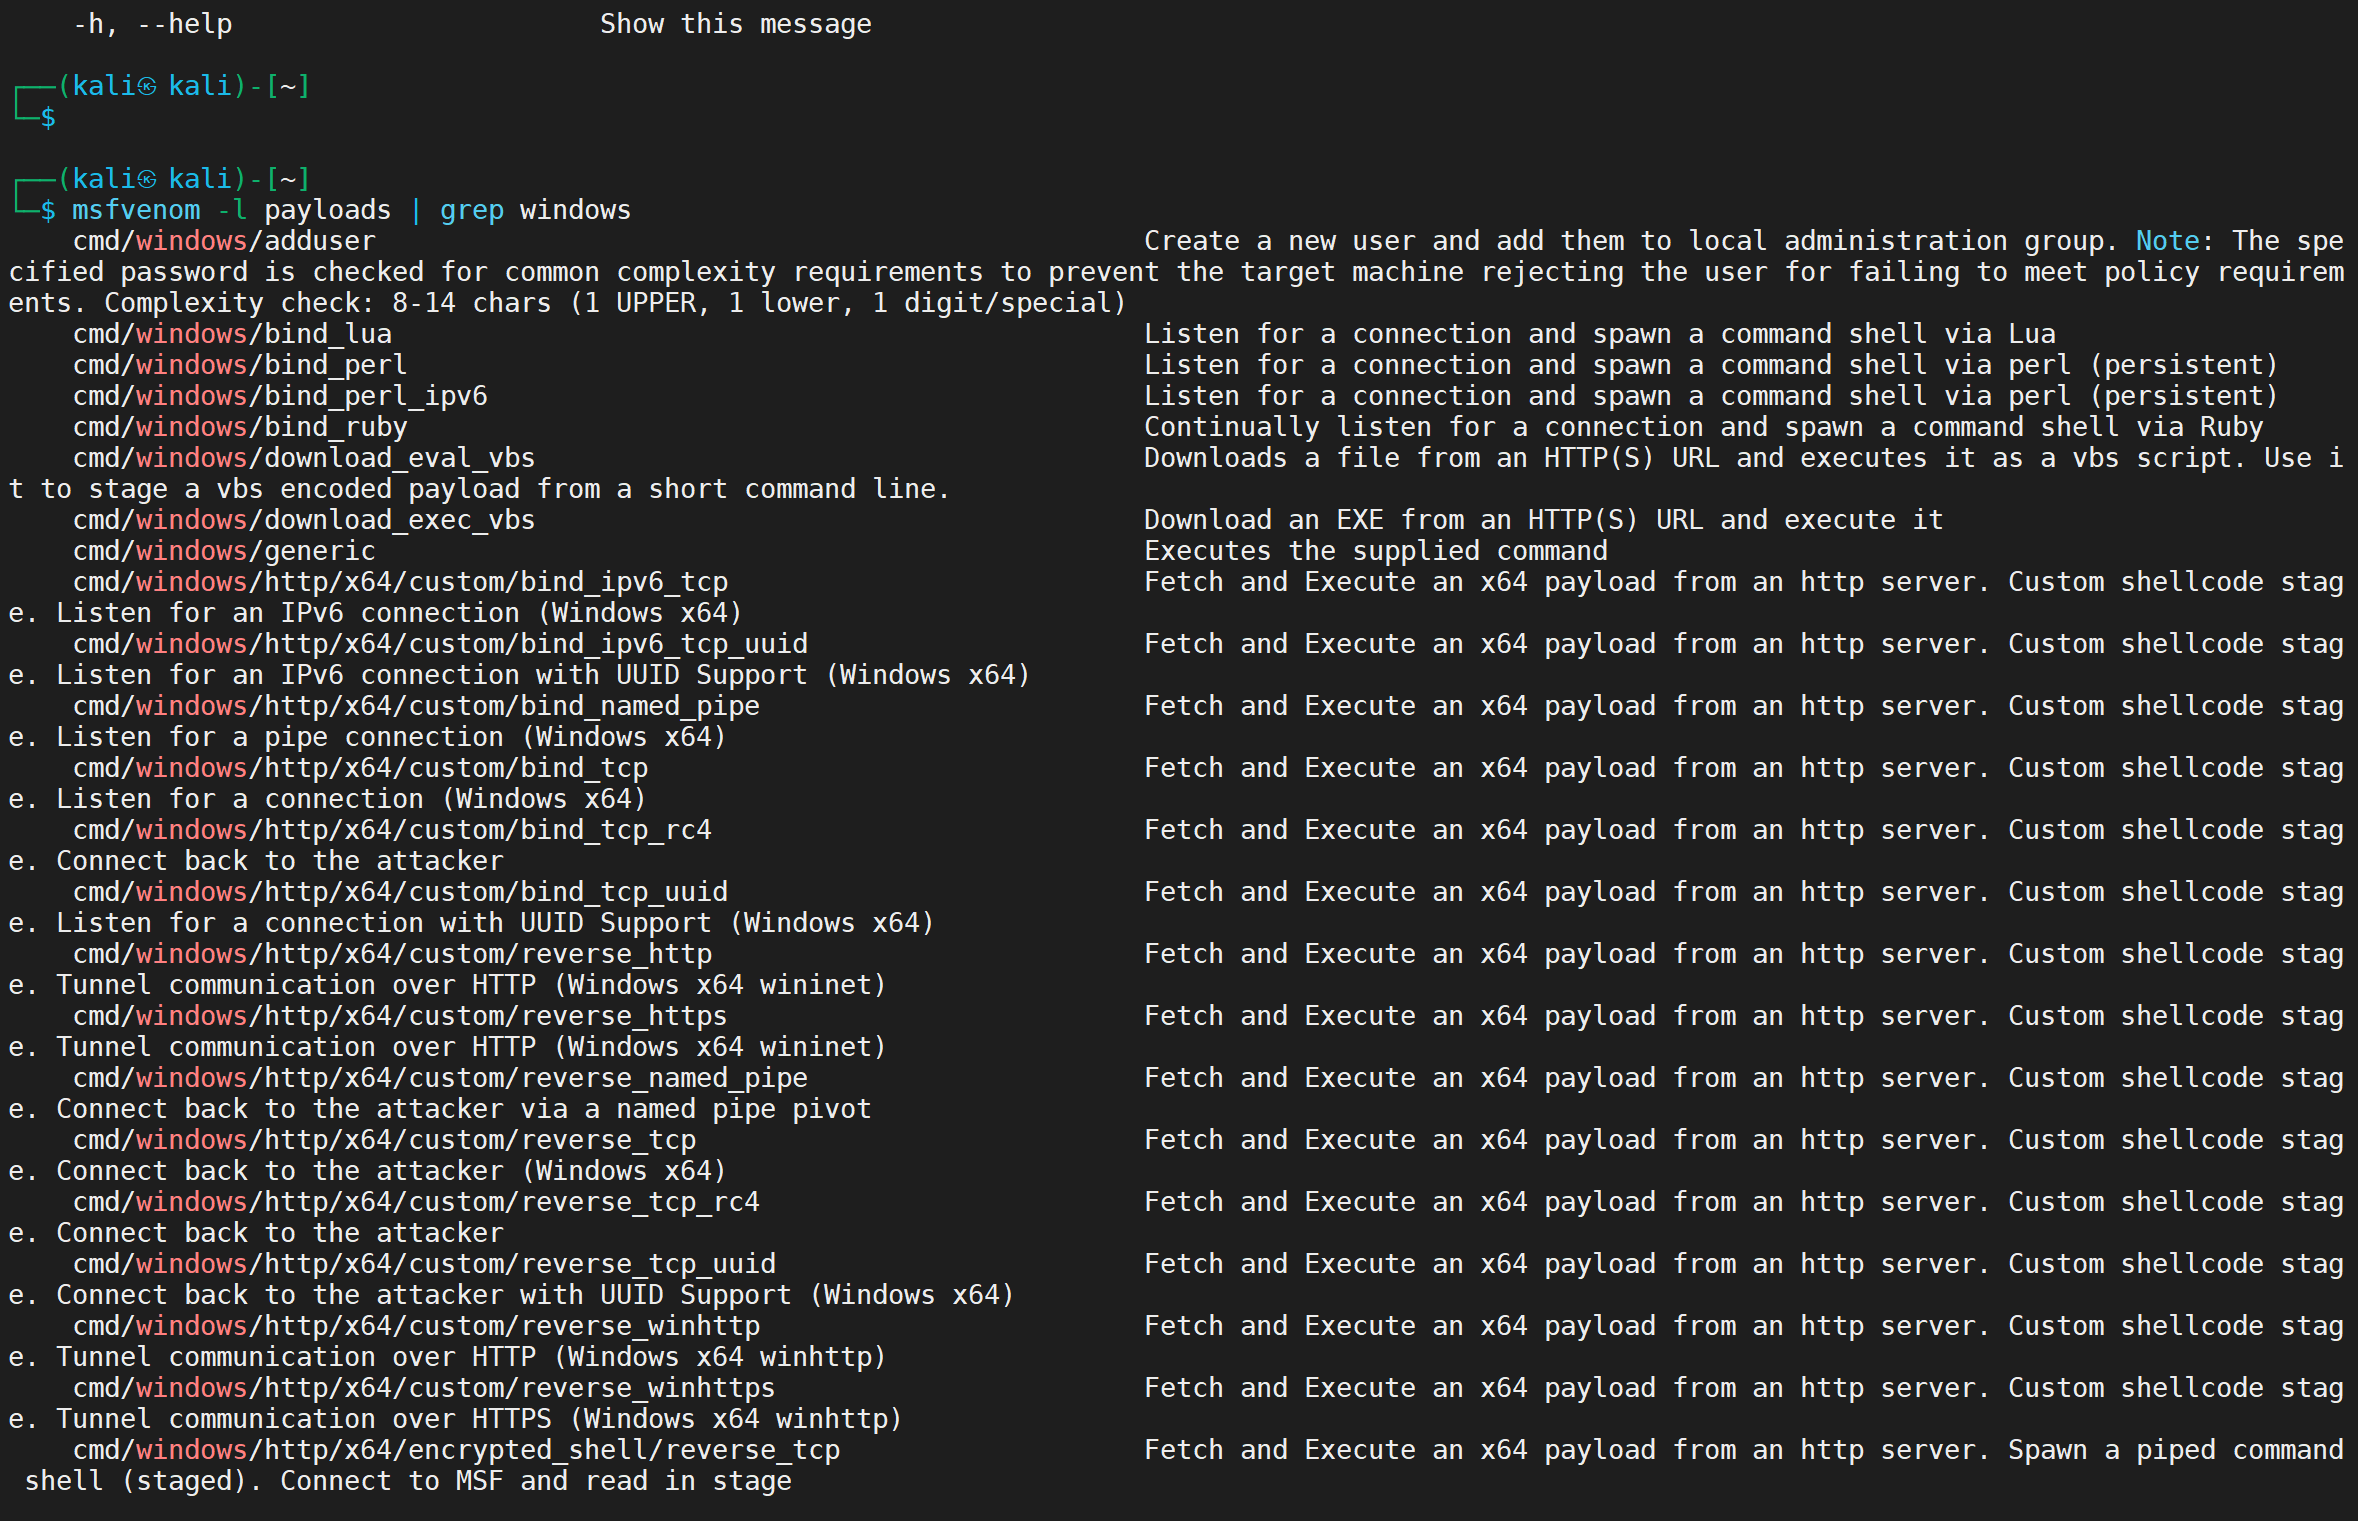 -h, --help                       Show this message

┌──(kali㉿ kali)-[~]
└─$

┌──(kali㉿ kali)-[~]
└─$ msfvenom -l payloads | grep windows
    cmd/windows/adduser                                                Create a new user and add them to local administration group. Note: The spe
cified password is checked for common complexity requirements to prevent the target machine rejecting the user for failing to meet policy requirem
ents. Complexity check: 8-14 chars (1 UPPER, 1 lower, 1 digit/special)
    cmd/windows/bind_lua                                               Listen for a connection and spawn a command shell via Lua
    cmd/windows/bind_perl                                              Listen for a connection and spawn a command shell via perl (persistent)
    cmd/windows/bind_perl_ipv6                                         Listen for a connection and spawn a command shell via perl (persistent)
    cmd/windows/bind_ruby                                              Continually listen for a connection and spawn a command shell via Ruby
    cmd/windows/download_eval_vbs                                      Downloads a file from an HTTP(S) URL and executes it as a vbs script. Use i
t to stage a vbs encoded payload from a short command line.
    cmd/windows/download_exec_vbs                                      Download an EXE from an HTTP(S) URL and execute it
    cmd/windows/generic                                                Executes the supplied command
    cmd/windows/http/x64/custom/bind_ipv6_tcp                          Fetch and Execute an x64 payload from an http server. Custom shellcode stag
e. Listen for an IPv6 connection (Windows x64)
    cmd/windows/http/x64/custom/bind_ipv6_tcp_uuid                     Fetch and Execute an x64 payload from an http server. Custom shellcode stag
e. Listen for an IPv6 connection with UUID Support (Windows x64)
    cmd/windows/http/x64/custom/bind_named_pipe                        Fetch and Execute an x64 payload from an http server. Custom shellcode stag
e. Listen for a pipe connection (Windows x64)
    cmd/windows/http/x64/custom/bind_tcp                               Fetch and Execute an x64 payload from an http server. Custom shellcode stag
e. Listen for a connection (Windows x64)
    cmd/windows/http/x64/custom/bind_tcp_rc4                           Fetch and Execute an x64 payload from an http server. Custom shellcode stag
e. Connect back to the attacker
    cmd/windows/http/x64/custom/bind_tcp_uuid                          Fetch and Execute an x64 payload from an http server. Custom shellcode stag
e. Listen for a connection with UUID Support (Windows x64)
    cmd/windows/http/x64/custom/reverse_http                           Fetch and Execute an x64 payload from an http server. Custom shellcode stag
e. Tunnel communication over HTTP (Windows x64 wininet)
    cmd/windows/http/x64/custom/reverse_https                          Fetch and Execute an x64 payload from an http server. Custom shellcode stag
e. Tunnel communication over HTTP (Windows x64 wininet)
    cmd/windows/http/x64/custom/reverse_named_pipe                     Fetch and Execute an x64 payload from an http server. Custom shellcode stag
e. Connect back to the attacker via a named pipe pivot
    cmd/windows/http/x64/custom/reverse_tcp                            Fetch and Execute an x64 payload from an http server. Custom shellcode stag
e. Connect back to the attacker (Windows x64)
    cmd/windows/http/x64/custom/reverse_tcp_rc4                        Fetch and Execute an x64 payload from an http server. Custom shellcode stag
e. Connect back to the attacker
    cmd/windows/http/x64/custom/reverse_tcp_uuid                       Fetch and Execute an x64 payload from an http server. Custom shellcode stag
e. Connect back to the attacker with UUID Support (Windows x64)
    cmd/windows/http/x64/custom/reverse_winhttp                        Fetch and Execute an x64 payload from an http server. Custom shellcode stag
e. Tunnel communication over HTTP (Windows x64 winhttp)
    cmd/windows/http/x64/custom/reverse_winhttps                       Fetch and Execute an x64 payload from an http server. Custom shellcode stag
e. Tunnel communication over HTTPS (Windows x64 winhttp)
    cmd/windows/http/x64/encrypted_shell/reverse_tcp                   Fetch and Execute an x64 payload from an http server. Spawn a piped command
 shell (staged). Connect to MSF and read in stage